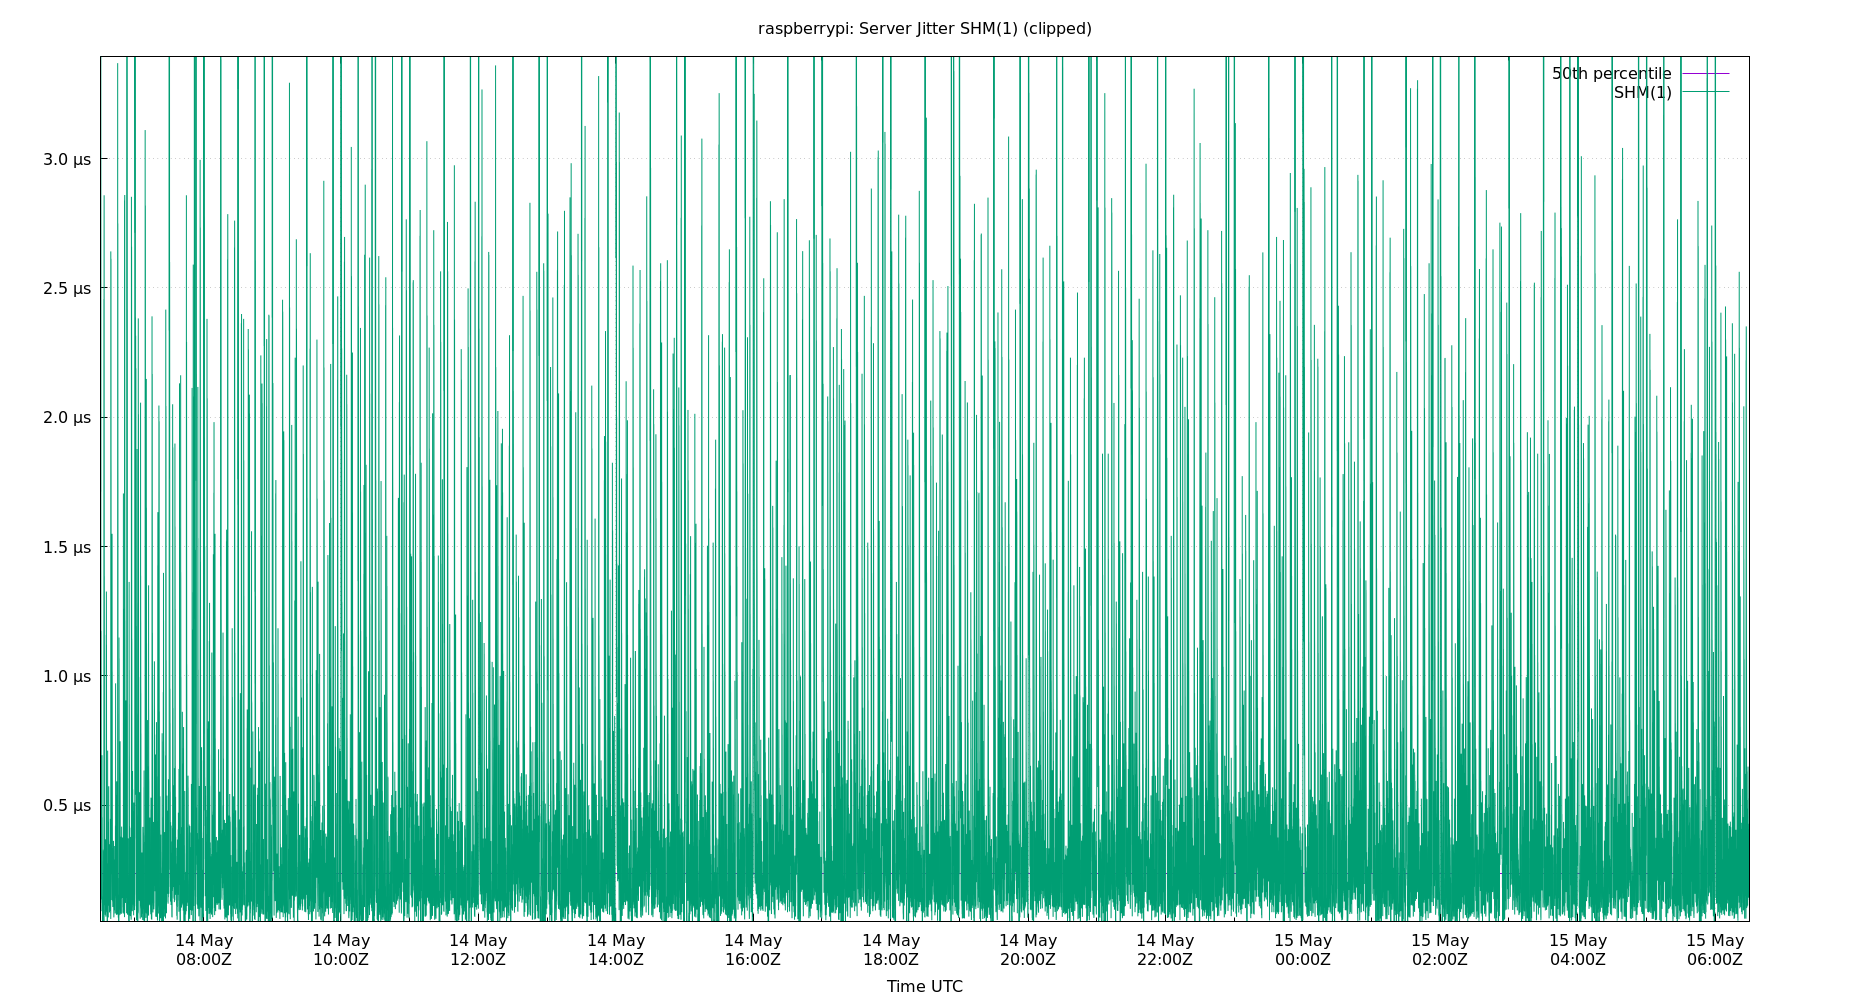 raspberrypi: Server Jitter SHM(1) (clipped)
50th percentile
SHM(1)
3.0 μs
2.5 μs
2.0 μs
1.5 μs
1.0 μs
0.5 μs
14 May 14 May 14 May 14 May 14 May 14 May 14 May 14 May 15 May 15 May 15 May 15 May
08:00Z 10:00Z 12:00Z 14:00Z 16:00Z 18:00Z 20:00Z 22:00Z 00:00Z 02:00Z 04:00Z 06:00Z
Time UTC